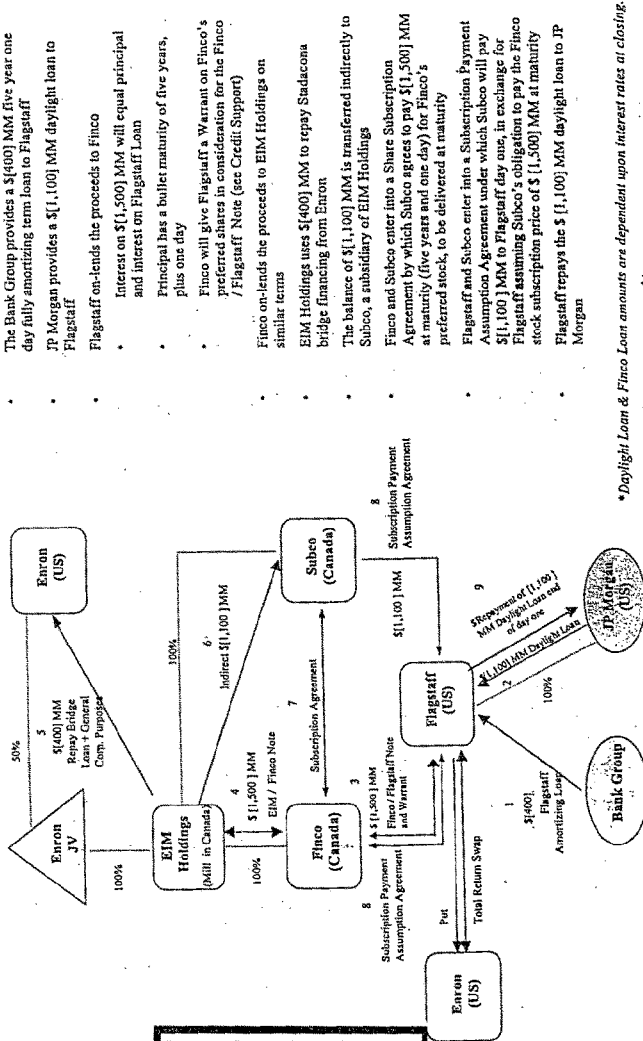 The Bank Group provides a $[400] MM five year one
day fully amortizing term loan to Flagstaff
JP Morgan provides a $[1,100] MM daylight loan to
Flagstaff
Flagstaff on-lends the proceeds to Finco
Interest on $[1,500] MM will equal principal
and interest on Flagstaff Loan
Principal has a bullet maturity of five years,
plus one day
Finco will give Flagstaff a Warrant on Finco's
preferred shares in consideration for the Finco
/ Flagstaff Note (see Credit Support)
Finco on-lends the proceeds to EIM Holdings on
similar terms
EIM Holdings uses $[400] MM to repay Stadacona
bridge financing from Enron
The balance of $[1,100] MM is transferred indirectly to
Subco, a subsidiary of EIM Holdings
Finco and Subco enter into a Share Subscription
Agreement by which Subco agrees to pay $[1,500] MM
at maturity (five years and one day) for Finco's
preferred stock, to be delivered at maturity
Flagstaff and Subco enter into a Subscription Payment
Assumption Agreement under which Subco will pay
$[1,100 ] MM to Flagstaff day one, in exchange for
Flagstaff assuming Subco's obligation to pay the Finco
stock subscription price of $ [1,500] MM at maturity
Flagstaff repays the $ [1,100] MM daylight loan to JP
Morgan
*Daylight Loan & Finco Loan amounts are dependent upon interest rates at closing.
Enron
JV
50%
Enron
(US)
5
$[400] MM
Repay Bridge
Loan + General
Corp. Purposes
100%
EIM
Holdings
(Mill in Canada)
100%
6
Indirect $[1,100 ] MM
4
$ [1,500] MM
EIM / Finco Note
100%
Subco
(Canada)
7
Subscription Agreement
Finco
(Canada)
3
$ [1,500 ] MM
Finco / Flagstaff Note
and Warrant
8
Subscription Payment
Assumption Agreement
8
Subscription Payment
Assumption Agreement
$[1,100 ] MM
Flagstaff
(US)
Put
Total Return Swap
Enron
(US)
9
$Repayment of [1,100 ]
MM Daylight Loan end
of day one
$[1,100] MM Daylight Loan
2
100%
JP Morgan
(US)
1
$[400]
Flagstaff
Amortizing Loan
Bank Group